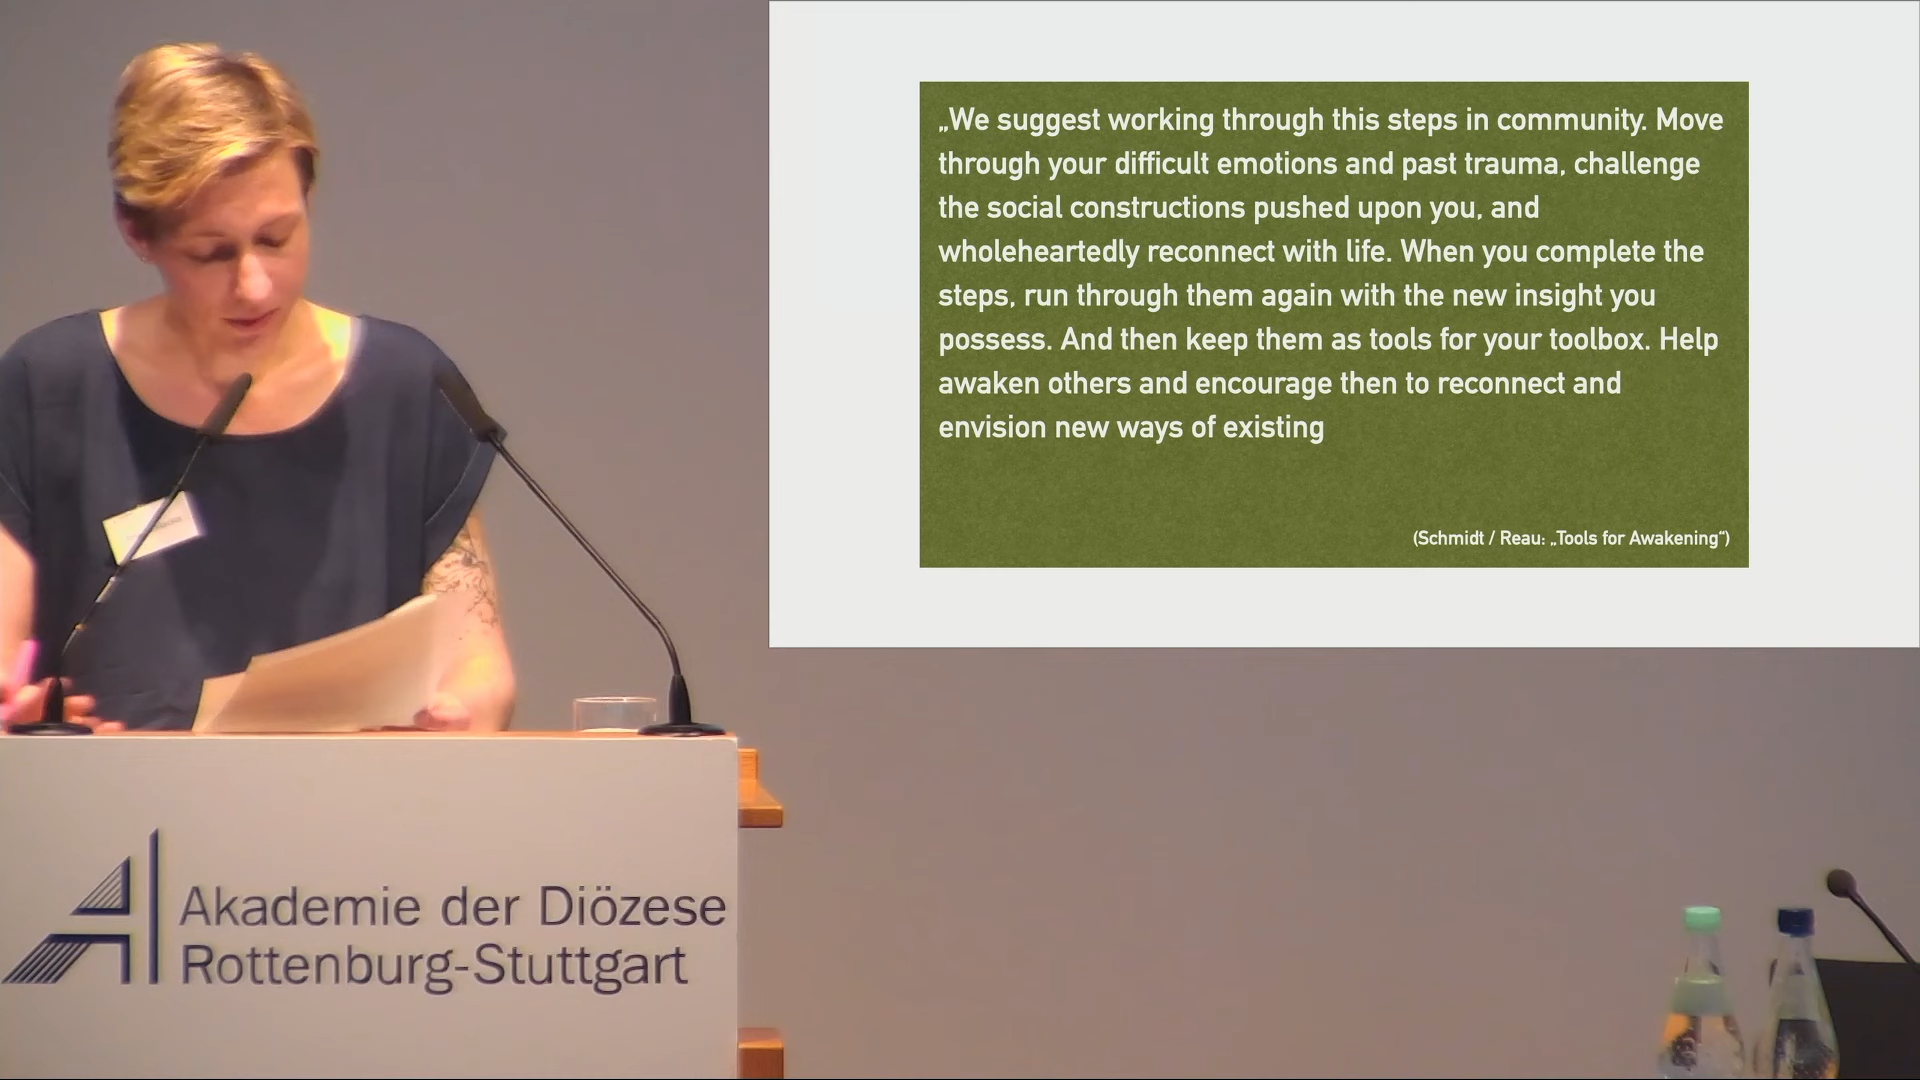 „We suggest working through this steps in community. Move
through your difficult emotions and past trauma, challenge
the social constructions pushed upon you, and
wholeheartedly reconnect with life. When you complete the
steps, run through them again with the new insight you
possess. And then keep them as tools for your toolbox. Help
awaken others and encourage then to reconnect and
envision new ways of existing
(Schmidt / Reau: „Tools for Awakening“)
Akademie der Diözese
Rottenburg-Stuttgart